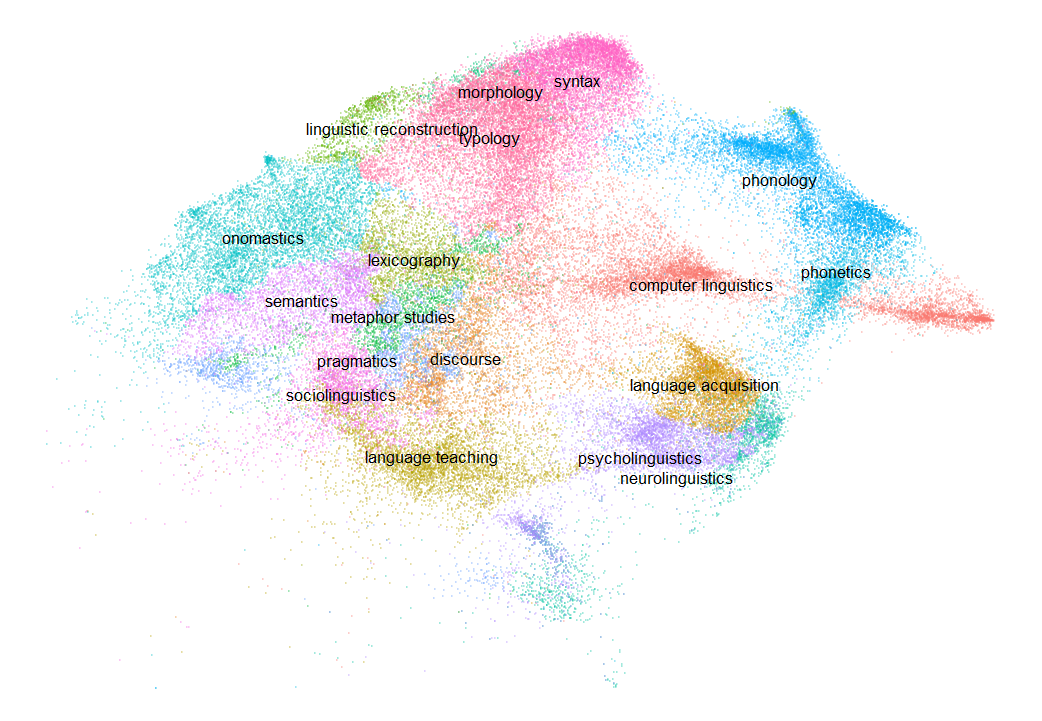 syntax
morphology
linguistic reconstruction
typology
phonology
onomastics
lexicography
phonetics
computer linguistics
semantics
metaphor studies
pragmatics
discourse
language acquisition
sociolinguistics
language teaching
psycholinguistics
neurolinguistics